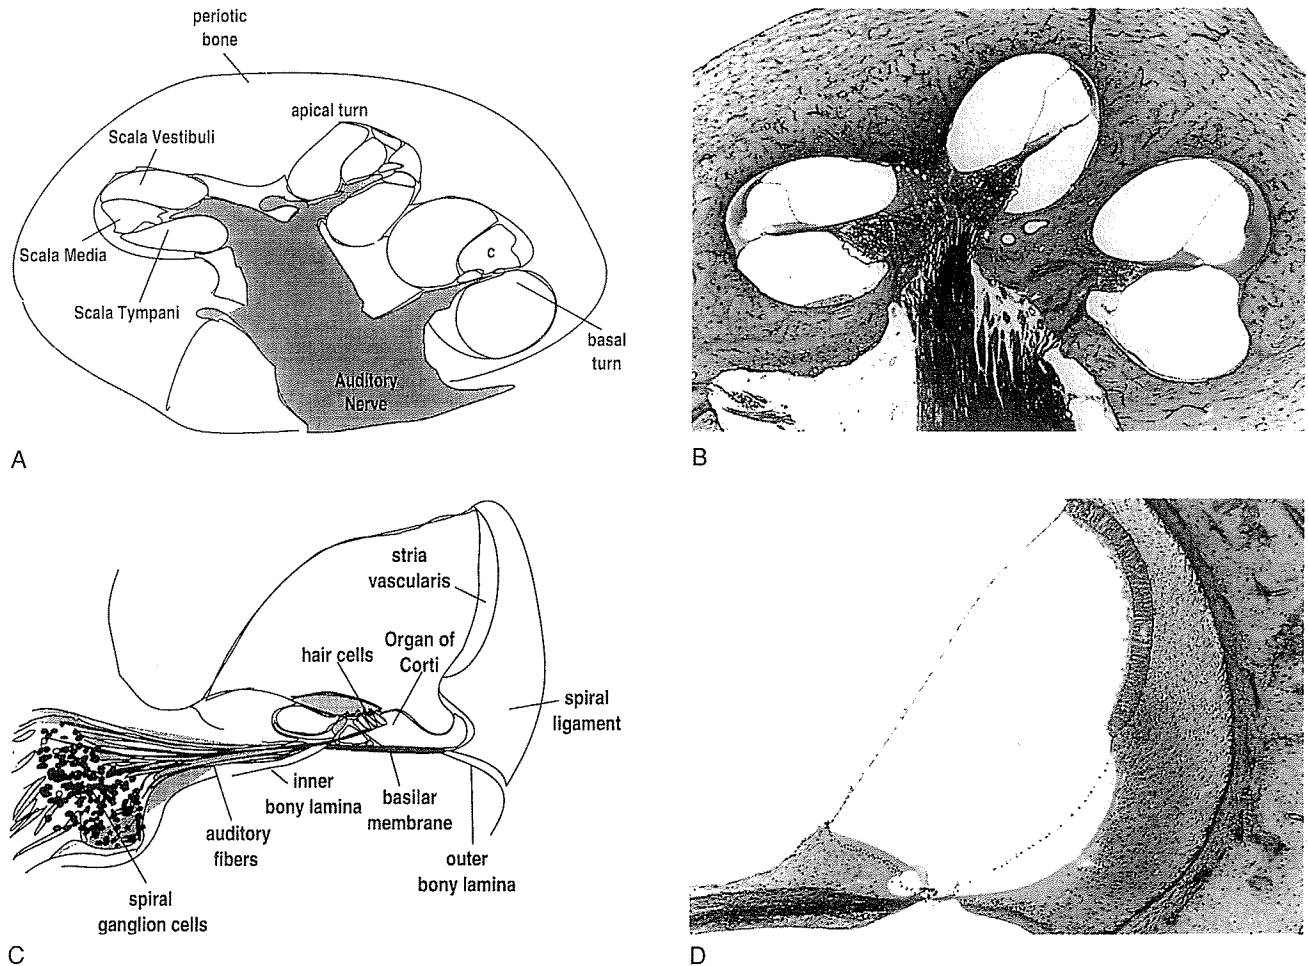 periotic
bone
apical turn
Scala Vestibuli
Scala Media
c
Scala Tympani
basal
turn
Auditory
Nerve
A
B
stria
vascularis
Organ of
Corti
hair cells
spiral
ligament
inner
bony lamina
basilar
membrane
auditory
fibers
outer
bony lamina
spiral
ganglion cells
C
D